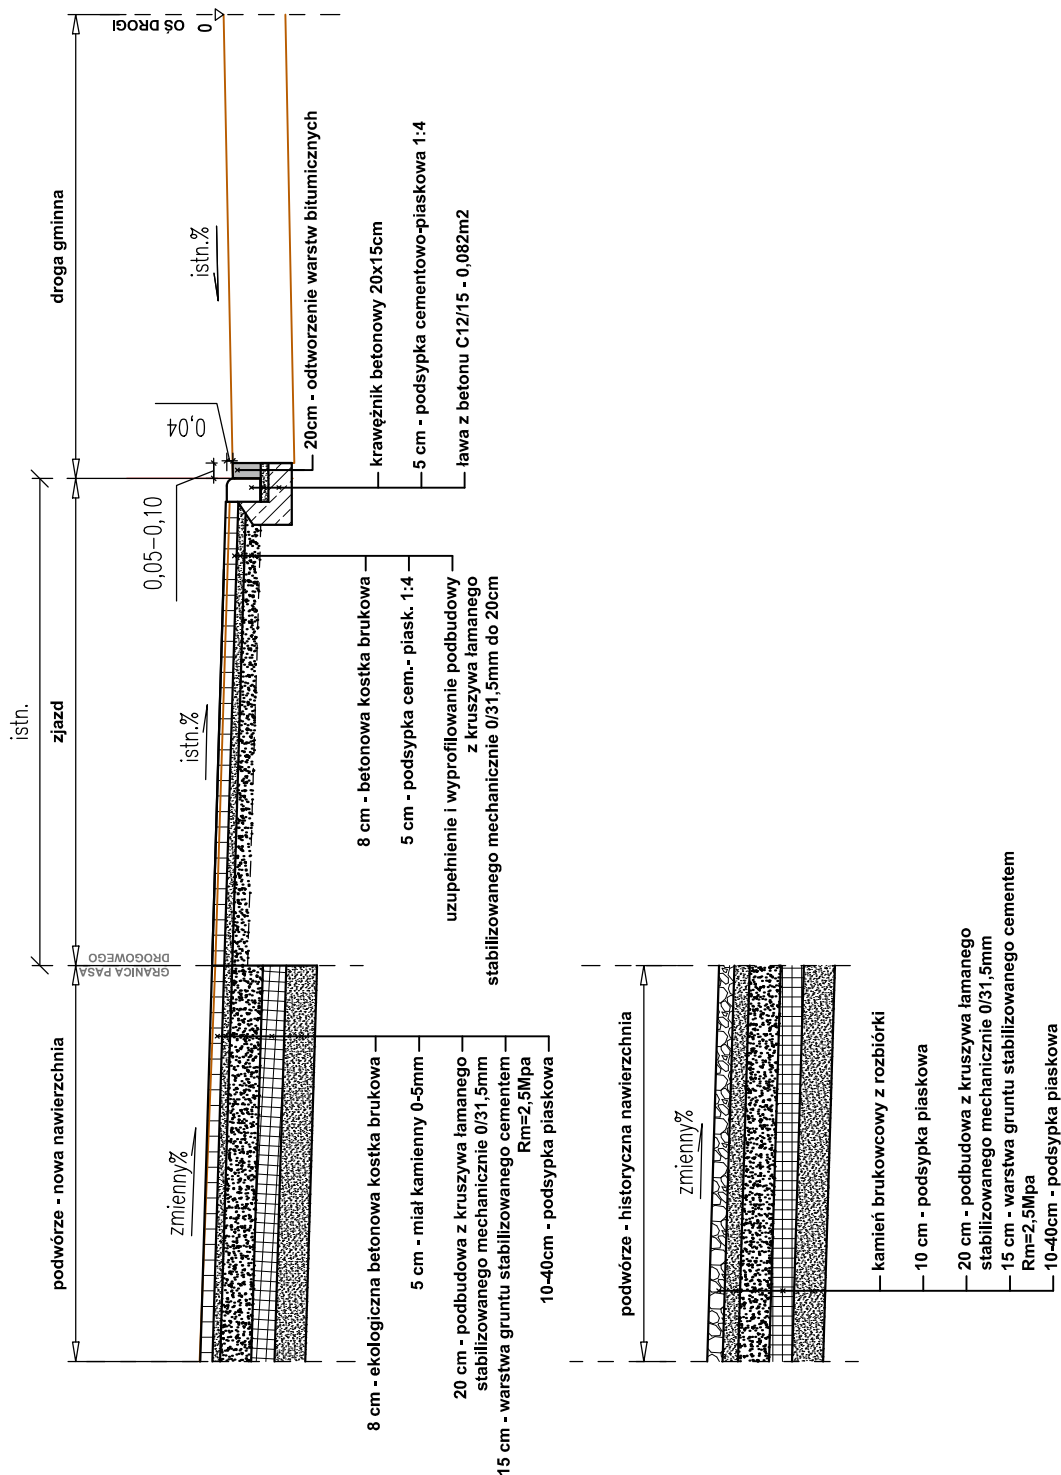 podwórze - nowa nawierzchnia
zmienny%
GRANICA PASA
DROGOWEGO
istn.
zjazd
istn.%
0,05-0,10
0,04
droga gminna
istn.%
OŚ DROGI
0
8 cm - ekologiczna betonowa kostka brukowa
5 cm - miał kamienny 0-5mm
20 cm - podbudowa z kruszywa łamanego
stabilizowanego mechanicznie 0/31,5mm
15 cm - warstwa gruntu stabilizowanego cementem
Rm=2,5Mpa
10-40cm - podsypka piaskowa
8 cm - betonowa kostka brukowa
5 cm - podsypka cem.- piask. 1:4
uzupełnienie i wyprofilowanie podbudowy
z kruszywa łamanego
stabilizowanego mechanicznie 0/31,5mm do 20cm
20cm - odtworzenie warstw bitumicznych
krawężnik betonowy 20x15cm
5 cm - podsypka cementowo-piaskowa 1:4
ława z betonu C12/15 - 0,082m2
podwórze - historyczna nawierzchnia
zmienny%
kamień brukowcowy z rozbiórki
10 cm - podsypka piaskowa
20 cm - podbudowa z kruszywa łamanego
stabilizowanego mechanicznie 0/31,5mm
15 cm - warstwa gruntu stabilizowanego cementem
Rm=2,5Mpa
10-40cm - podsypka piaskowa